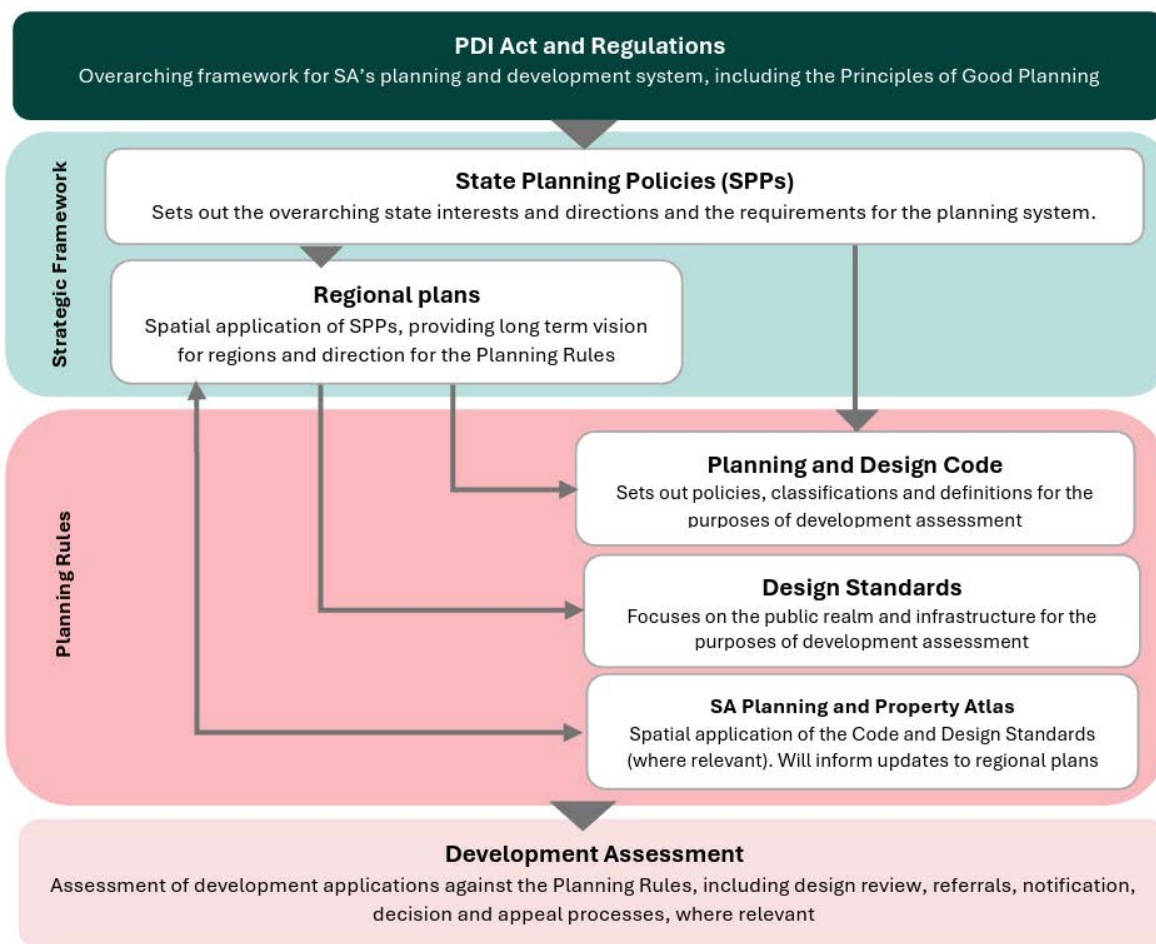 PDI Act and Regulations
Overarching framework for SA's planning and development system, including the Principles of Good Planning
Strategic Framework
State Planning Policies (SPPs)
Sets out the overarching state interests and directions and the requirements for the planning system.
Regional plans
Spatial application of SPPs, providing long term vision
for regions and direction for the Planning Rules
Planning Rules
Planning and Design Code
Sets out policies, classifications and definitions for the
purposes of development assessment
Design Standards
Focuses on the public realm and infrastructure for the
purposes of development assessment
SA Planning and Property Atlas
Spatial application of the Code and Design Standards
(where relevant). Will inform updates to regional plans
Development Assessment
Assessment of development applications against the Planning Rules, including design review, referrals, notification,
decision and appeal processes, where relevant